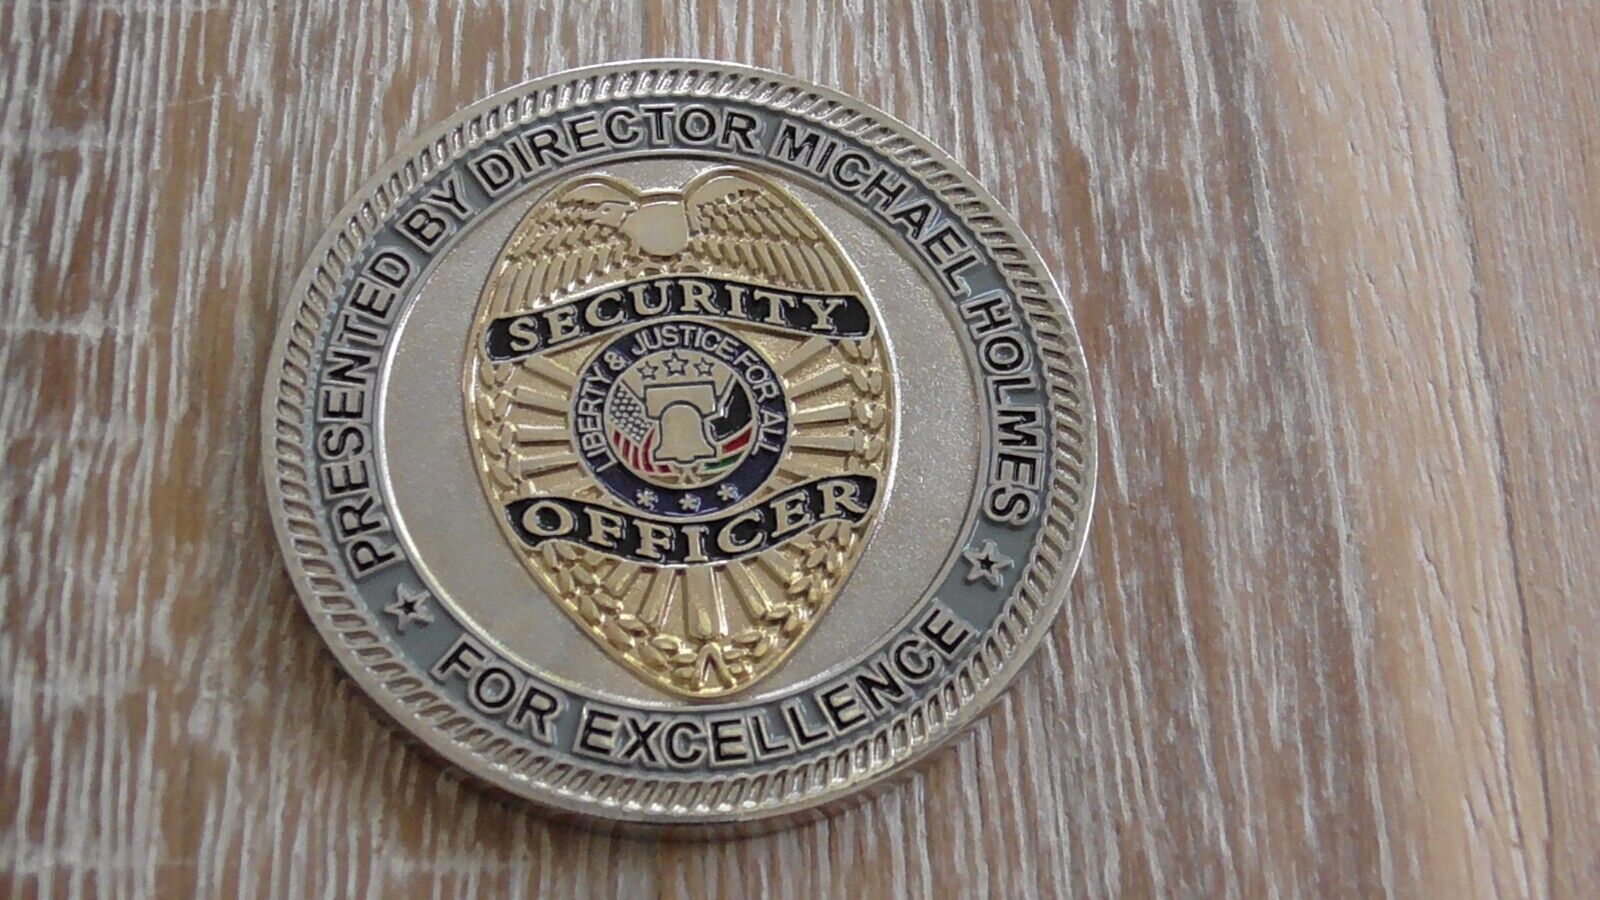 PRESENTED BY DIRECTOR MICHAEL HOLMES
FOR EXCELLENCE
SECURITY
LIBERTY & JUSTICE FOR ALL
OFFICER